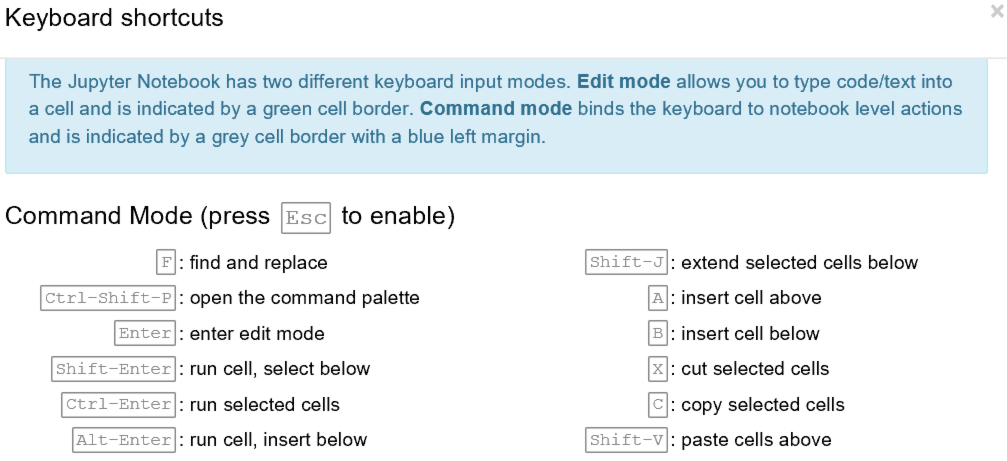 Keyboard shortcuts
×
The Jupyter Notebook has two different keyboard input modes. Edit mode allows you to type code/text into
a cell and is indicated by a green cell border. Command mode binds the keyboard to notebook level actions
and is indicated by a grey cell border with a blue left margin.
Command Mode (press Esc to enable)
F : find and replace
Ctrl-Shift-P : open the command palette
Enter : enter edit mode
Shift-Enter : run cell, select below
Ctrl-Enter : run selected cells
Alt-Enter : run cell, insert below
Shift-J : extend selected cells below
A : insert cell above
B : insert cell below
X : cut selected cells
C : copy selected cells
Shift-V : paste cells above